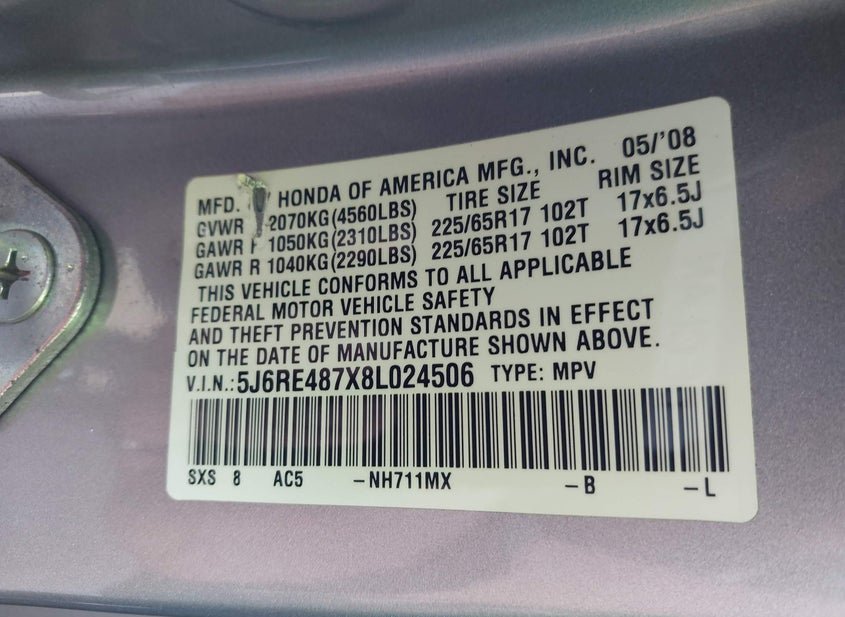 MFD. HONDA OF AMERICA MFG., INC. 05/'08
GVWR 2070KG(4560LBS) TIRE SIZE RIM SIZE
GAWR F 1050KG(2310LBS) 225/65R17 102T 17x6.5J
GAWR R 1040KG(2290LBS) 225/65R17 102T 17x6.5J
THIS VEHICLE CONFORMS TO ALL APPLICABLE
FEDERAL MOTOR VEHICLE SAFETY
AND THEFT PREVENTION STANDARDS IN EFFECT
ON THE DATE OF MANUFACTURE SHOWN ABOVE.
V.I.N.:5J6RE487X8L024506 TYPE: MPV
SXS 8 AC5 -NH711MX -B -L